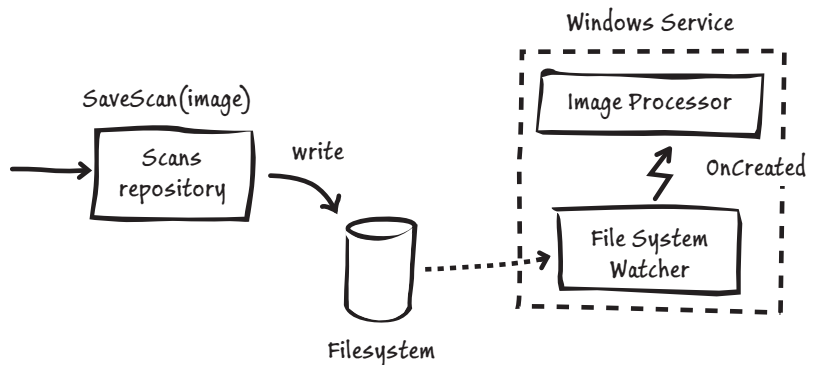 Windows Service
SaveScan(image)
Image Processor
Scans
repository
write
OnCreated
File System
Watcher
Filesystem